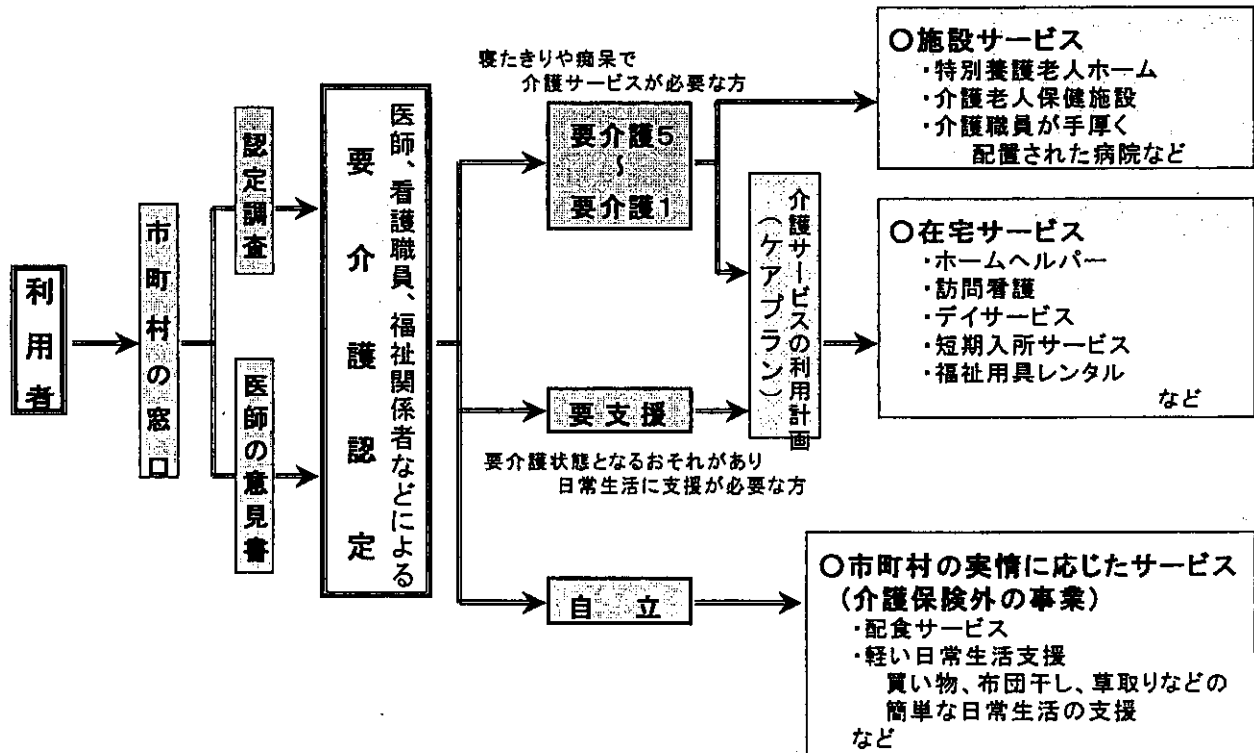 利用者
市町村の窓口
認定調査
医師の意見書
要介護認定
医師、看護職員、福祉関係者などによる
寝たきりや痴呆で
介護サービスが必要な方
要介護5
~
要介護1
要支援
要介護状態となるおそれがあり
日常生活に支援が必要な方
自立
介護サービスの利用計画
(ケアプラン)
○施設サービス
・特別養護老人ホーム
・介護老人保健施設
・介護職員が手厚く
配置された病院など
○在宅サービス
・ホームヘルパー
・訪問看護
・デイサービス
・短期入所サービス
・福祉用具レンタル
など
○市町村の実情に応じたサービス
(介護保険外の事業)
・配食サービス
・軽い日常生活支援
買い物、布団干し、草取りなどの
簡単な日常生活の支援
など